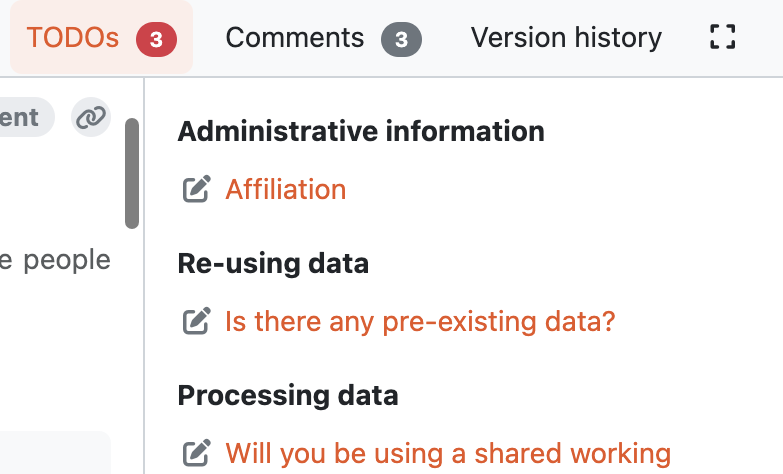 TODOs 3 Comments 3 Version history
ent
Administrative information
Affiliation
e people
Re-using data
Is there any pre-existing data?
Processing data
Will you be using a shared working